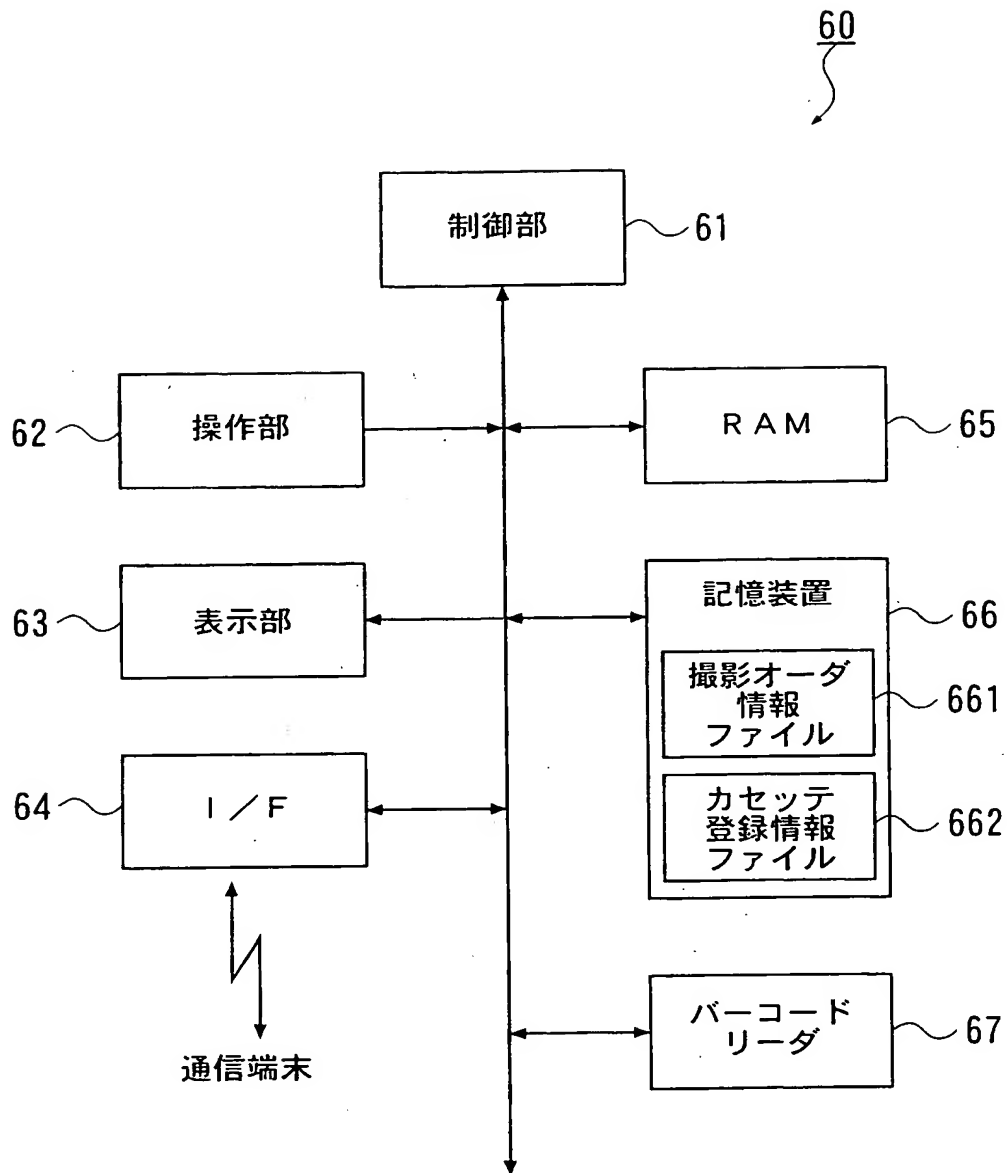 60
制御部
61
62
操作部
RAM
65
63
表示部
記憶装置
66
撮影オーダ
情報
ファイル
661
64
I/F
カセッテ
登録情報
ファイル
662
通信端末
バーコード
リーダ
67